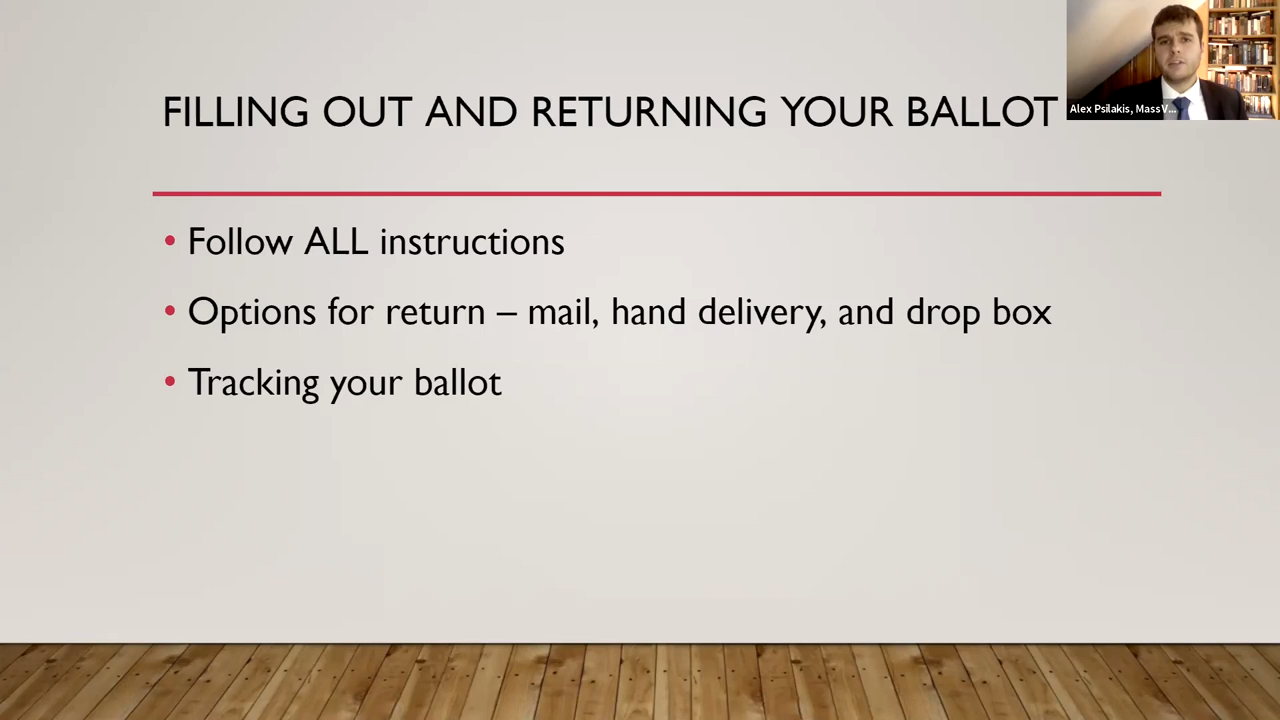 FILLING OUT AND RETURNING YOUR BALLOT
Alex Psilakis, MassV...
• Follow ALL instructions
• Options for return – mail, hand delivery, and drop box
• Tracking your ballot